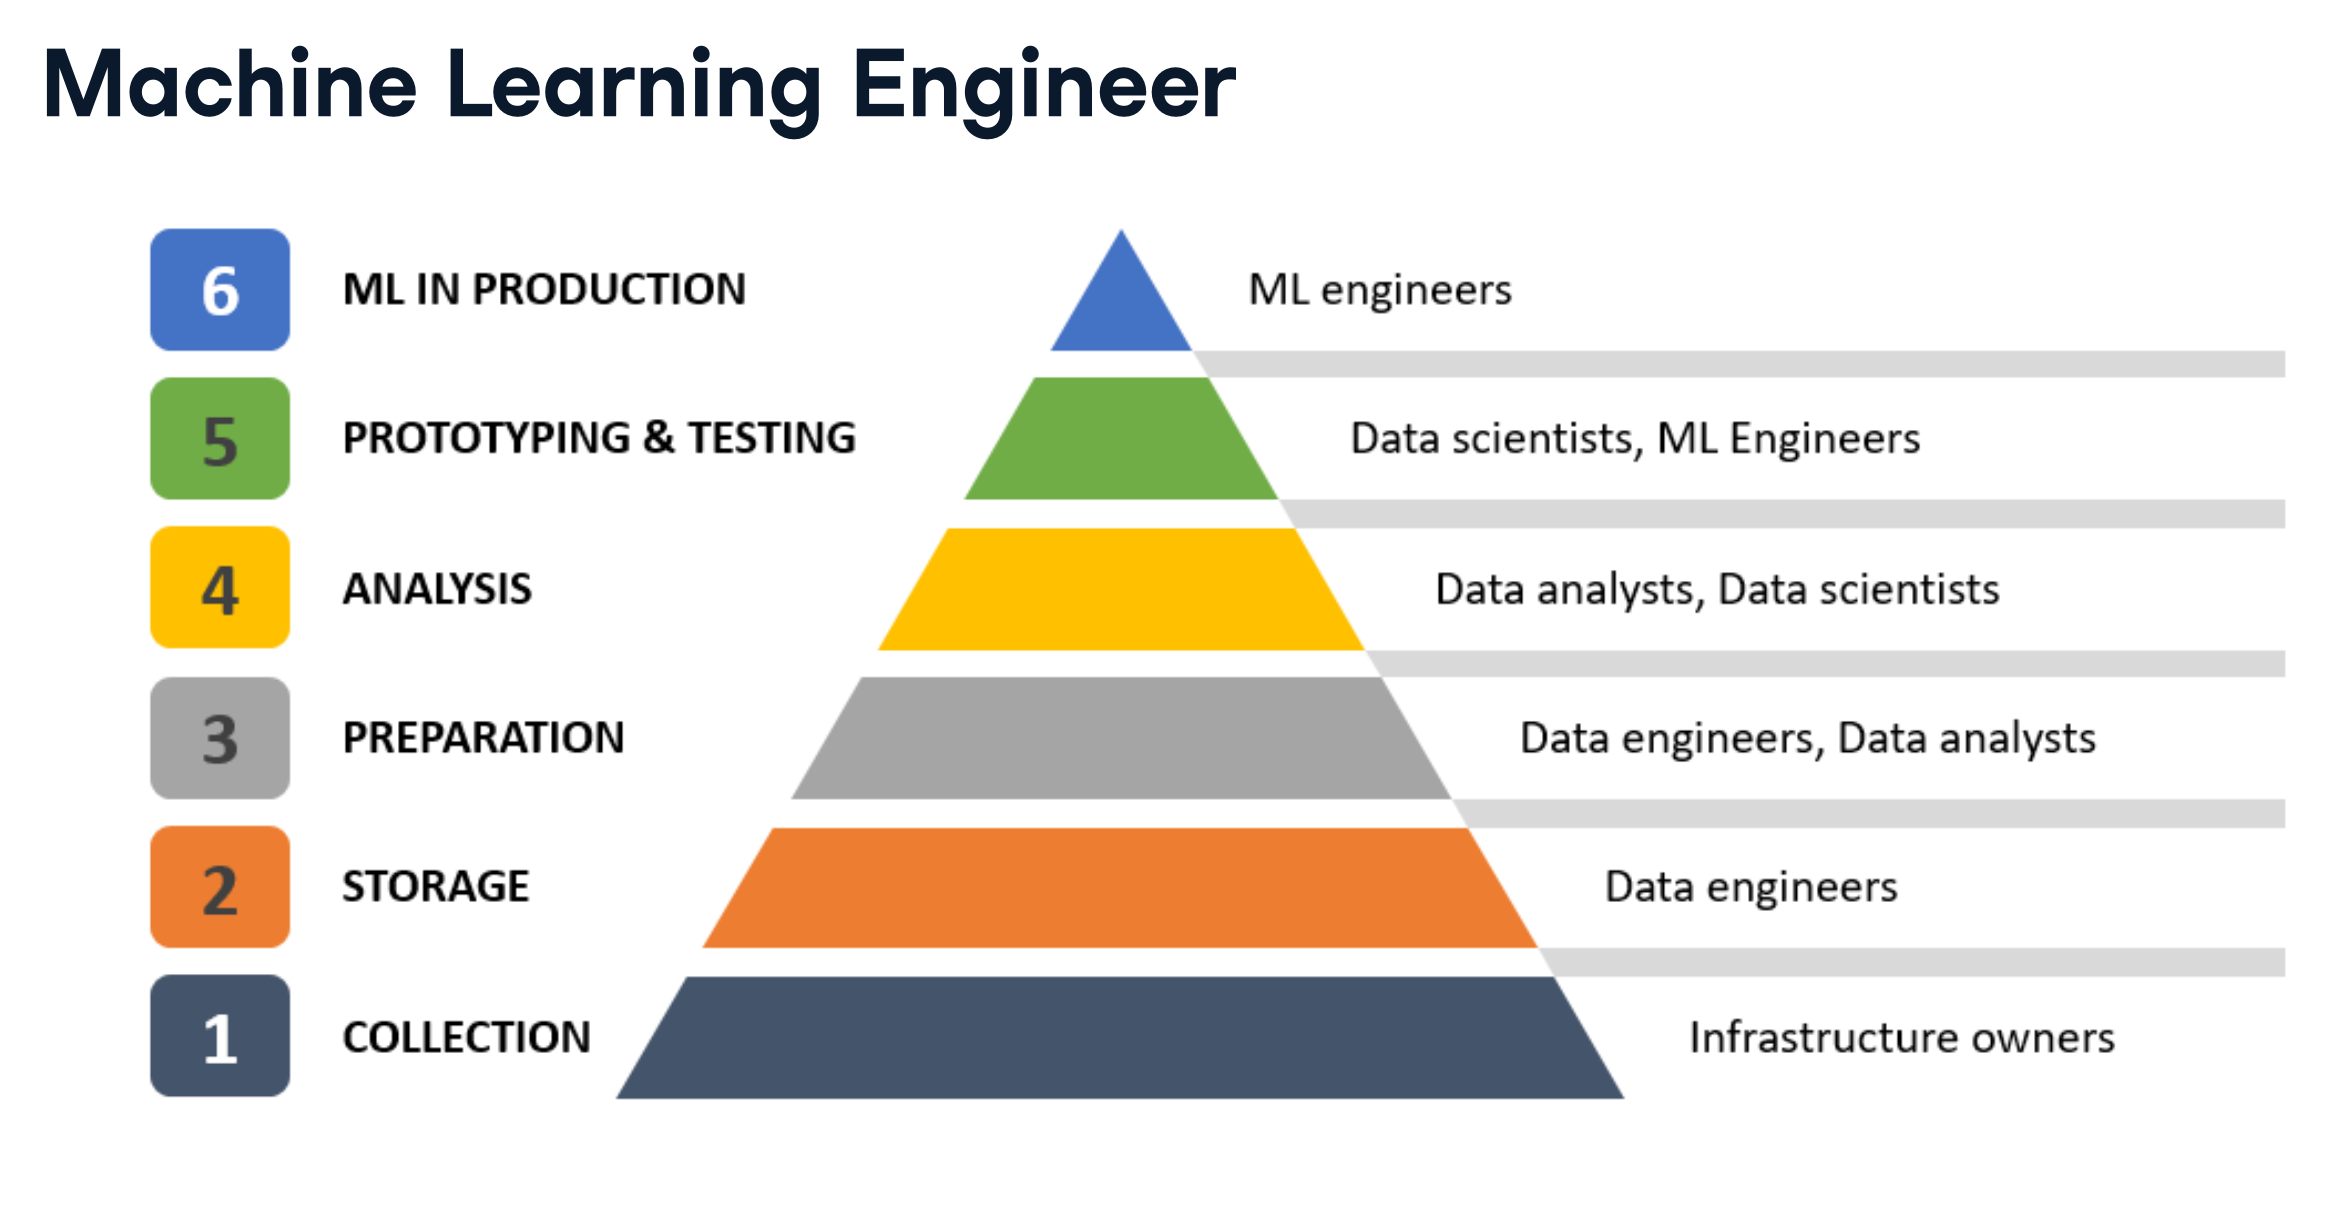 Machine Learning Engineer
6 ML IN PRODUCTION ML engineers
5 PROTOTYPING & TESTING Data scientists, ML Engineers
4 ANALYSIS Data analysts, Data scientists
3 PREPARATION Data engineers, Data analysts
2 STORAGE Data engineers
1 COLLECTION Infrastructure owners